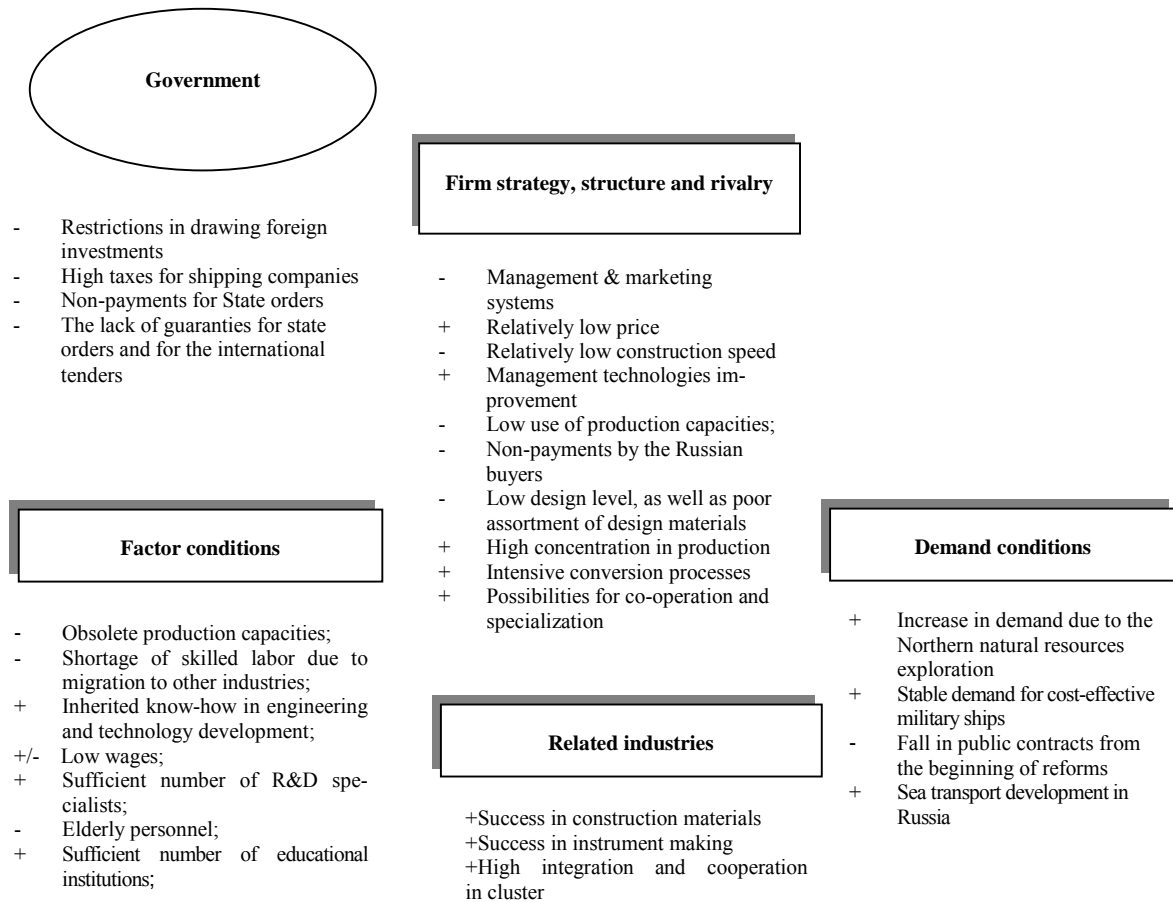 Government
- Restrictions in drawing foreign
investments
- High taxes for shipping companies
- Non-payments for State orders
- The lack of guaranties for state
orders and for the international
tenders
Firm strategy, structure and rivalry
- Management & marketing
systems
+ Relatively low price
- Relatively low construction speed
+ Management technologies im-
provement
- Low use of production capacities;
- Non-payments by the Russian
buyers
- Low design level, as well as poor
assortment of design materials
+ High concentration in production
+ Intensive conversion processes
+ Possibilities for co-operation and
specialization
Factor conditions
- Obsolete production capacities;
- Shortage of skilled labor due to
migration to other industries;
+ Inherited know-how in engineering
and technology development;
+/- Low wages;
+ Sufficient number of R&D spe-
cialists;
- Elderly personnel;
+ Sufficient number of educational
institutions;
Related industries
+Success in construction materials
+Success in instrument making
+High integration and cooperation
in cluster
Demand conditions
+ Increase in demand due to the
Northern natural resources
exploration
+ Stable demand for cost-effective
military ships
- Fall in public contracts from
the beginning of reforms
+ Sea transport development in
Russia